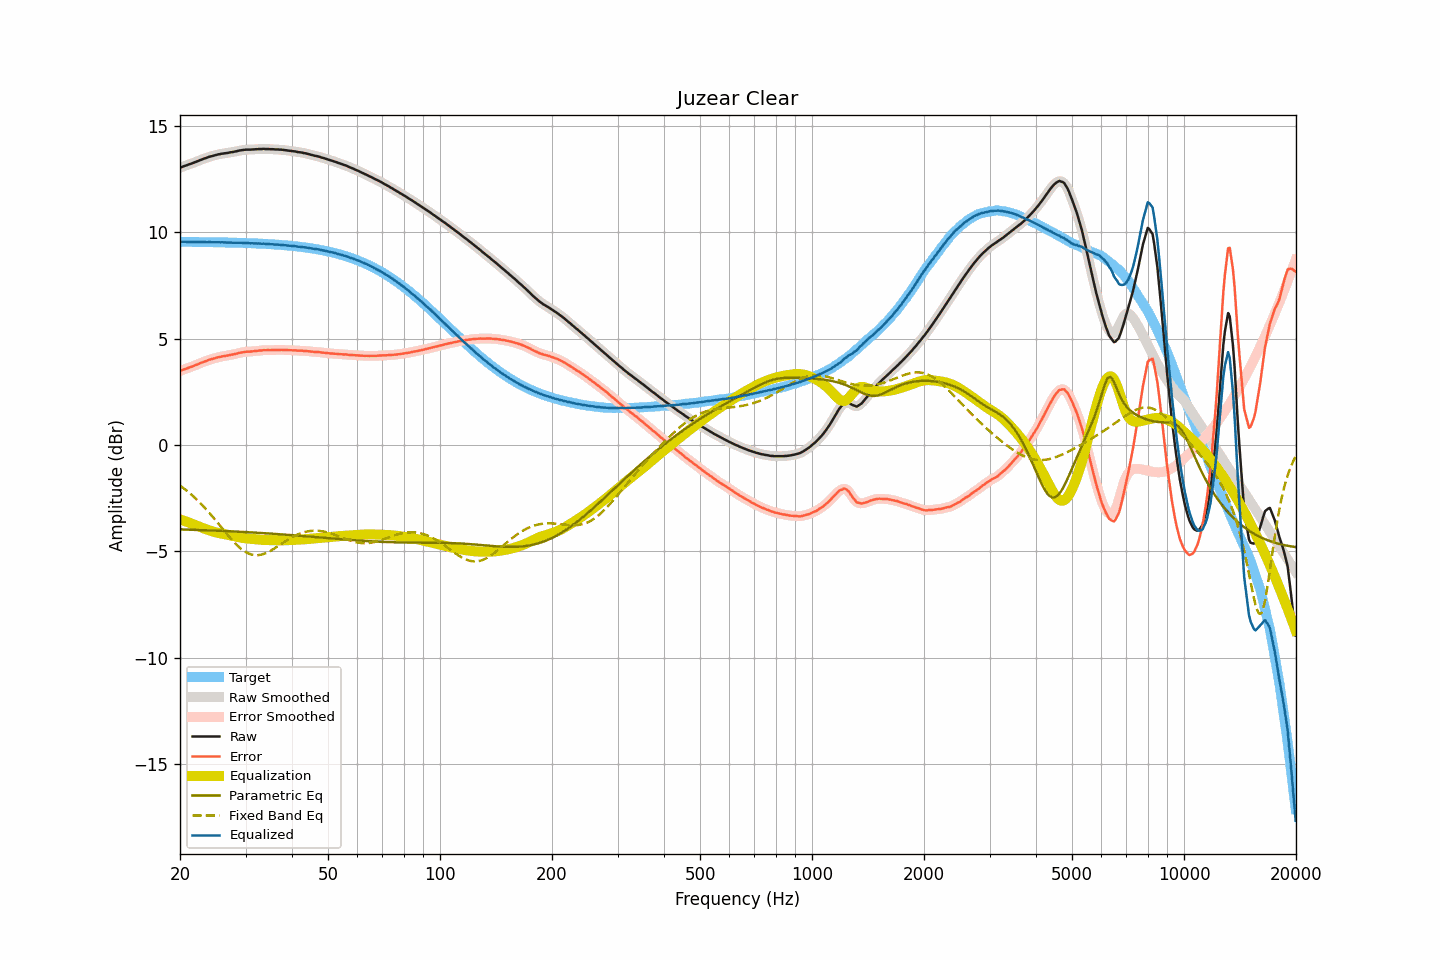 Juzear Clear
Amplitude (dBr)
15
10
5
0
−5
−10
−15
Target
Raw Smoothed
Error Smoothed
Raw
Error
Equalization
Parametric Eq
Fixed Band Eq
Equalized
20 50 100 200 500 1000 2000 5000 10000 20000
Frequency (Hz)